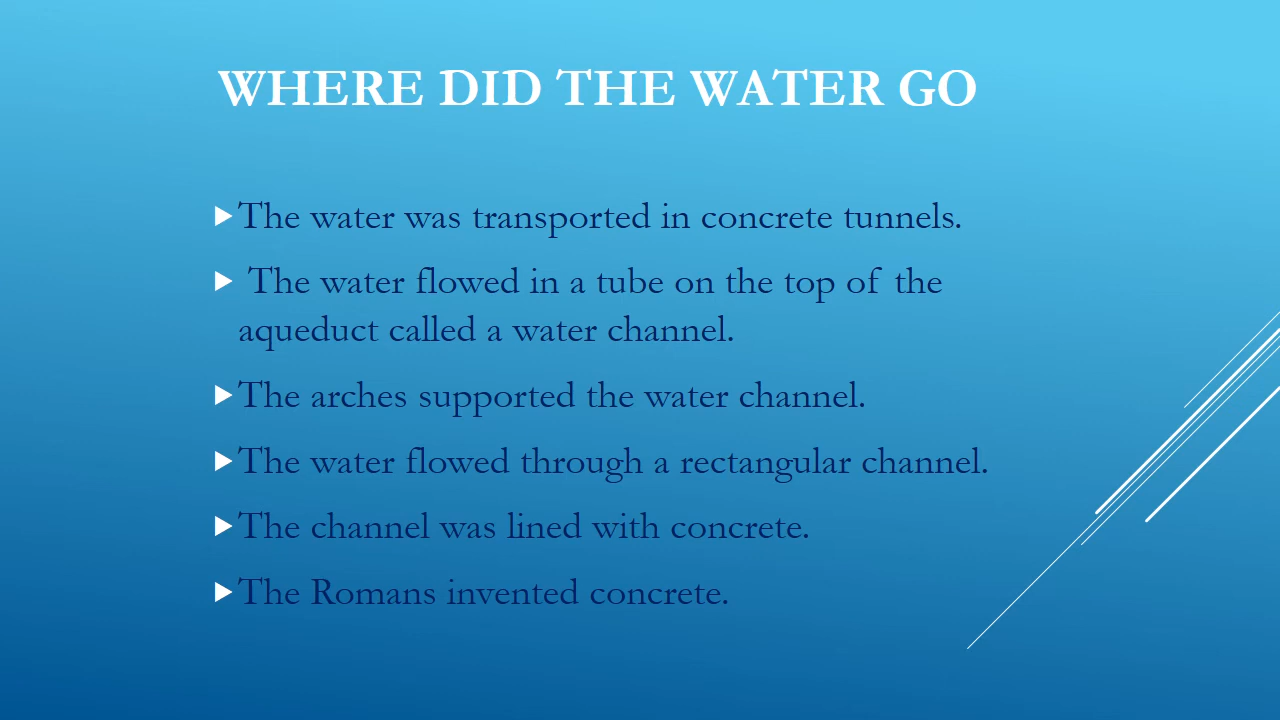 WHERE DID THE WATER GO
The water was transported in concrete tunnels.
The water flowed in a tube on the top of the
aqueduct called a water channel.
The arches supported the water channel.
The water flowed through a rectangular channel.
The channel was lined with concrete.
The Romans invented concrete.